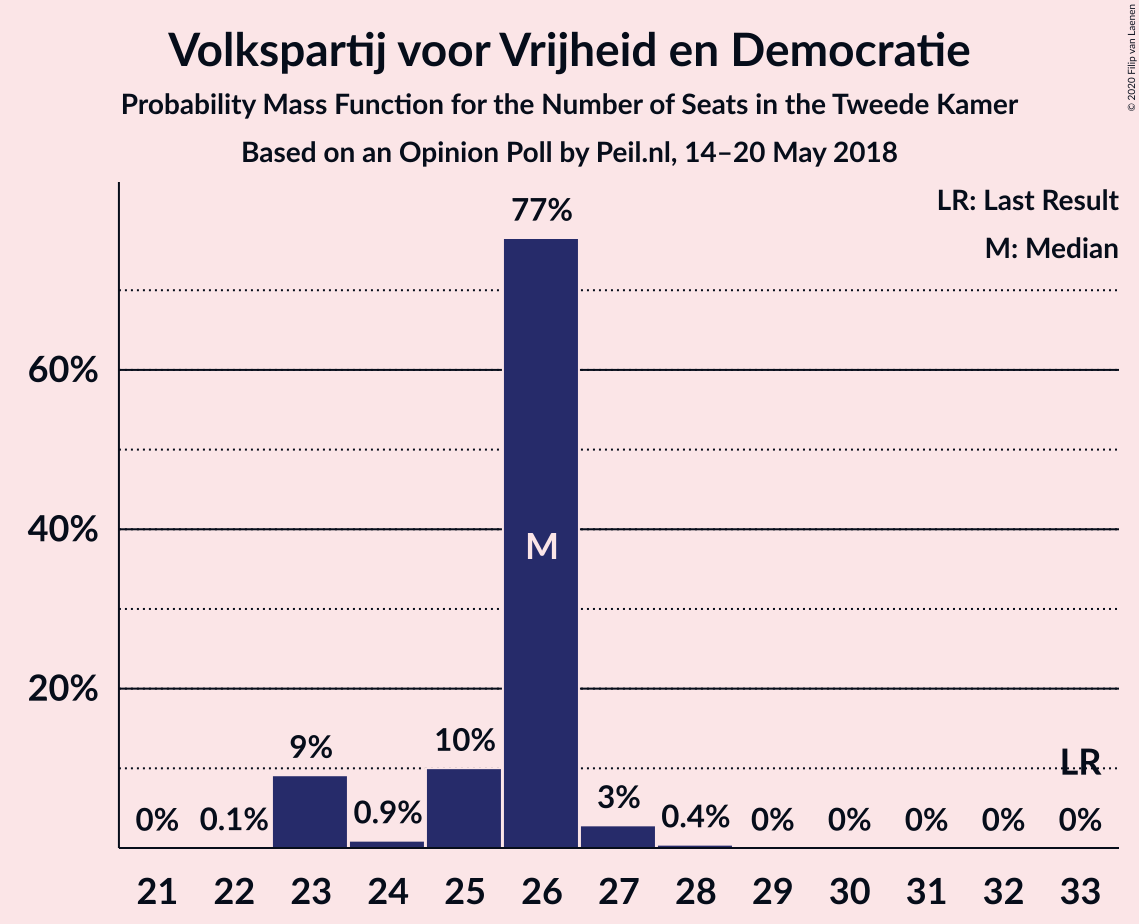 Volkspartij voor Vrijheid en Democratie
Probability Mass Function for the Number of Seats in the Tweede Kamer
Based on an Opinion Poll by Peil.nl, 14–20 May 2018
© 2020 Filip van Laenen
LR: Last Result
M: Median
77%
60%
40%
M
20%
9%
10%
LR
0%
0.1%
0.9%
3%
0.4%
0%
0%
0%
0%
0%
21 22 23 24 25 26 27 28 29 30 31 32 33